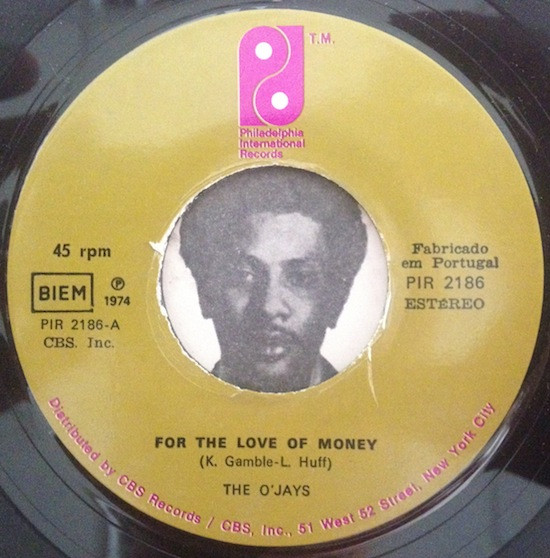 T.M.
Philadelphia
International
Records
45 rpm
BIEM
Ⓟ
1974
PIR 2186-A
CBS. Inc.
Fabricado
em Portugal
PIR 2186
ESTÉREO
FOR THE LOVE OF MONEY
(K. Gamble-L. Huff)
THE O'JAYS
Distributed by CBS Records / CBS, Inc., 51 West 52 Street, New York City